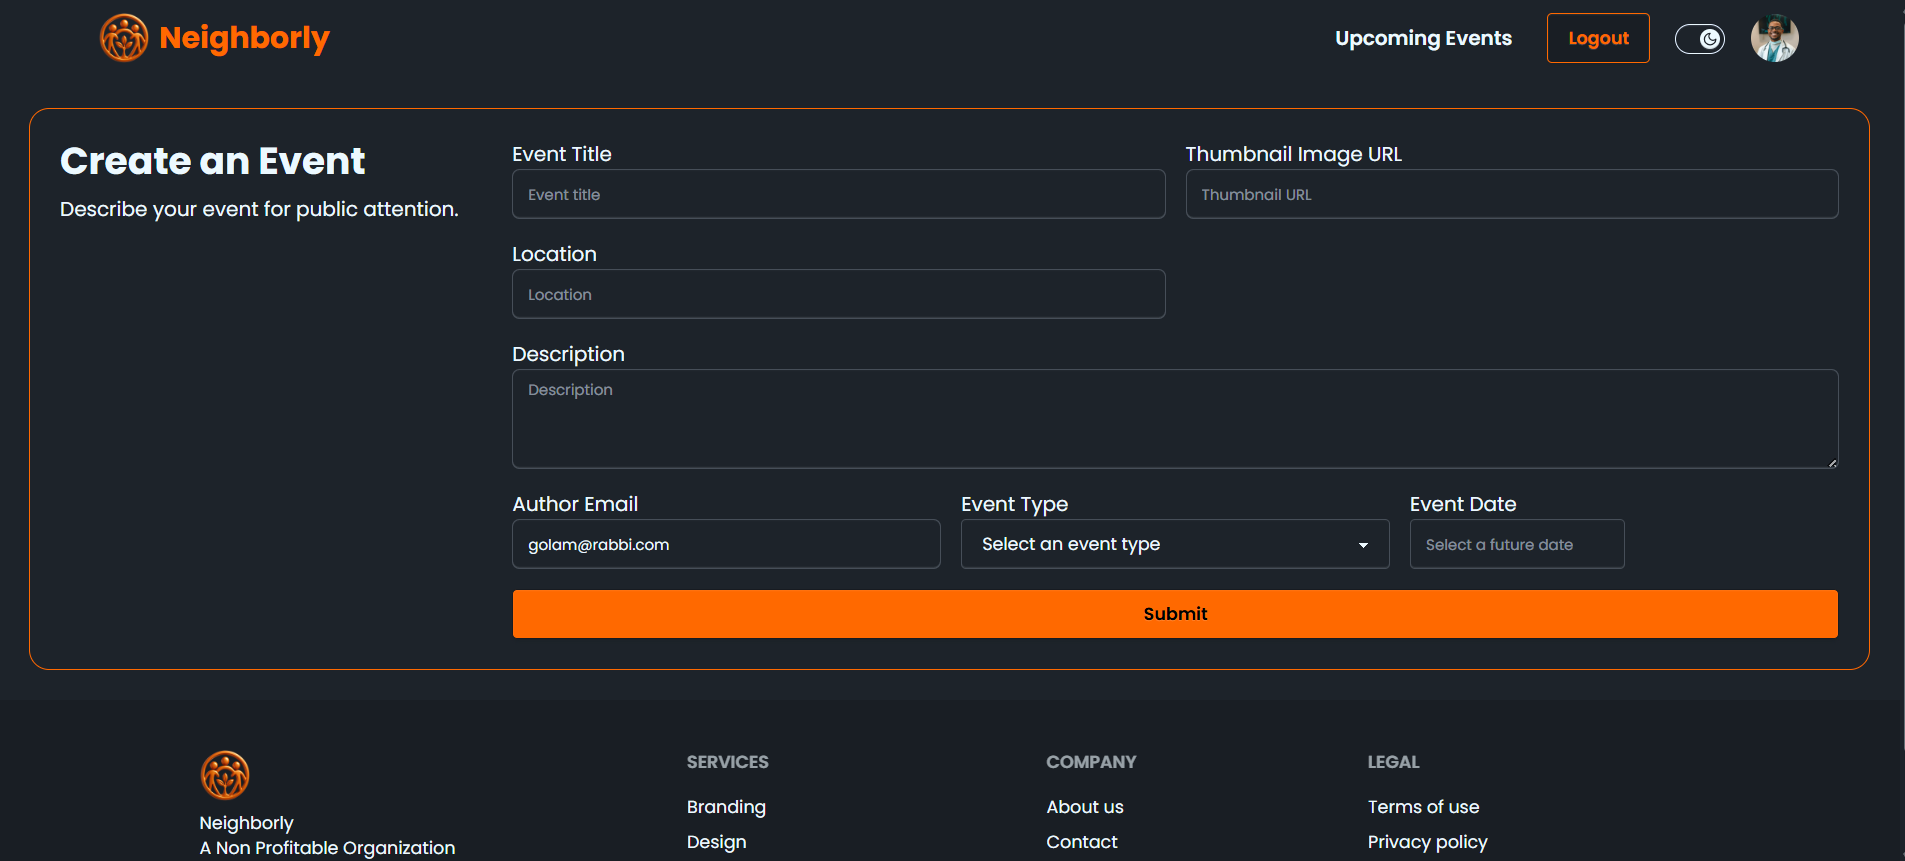 Neighborly
Upcoming Events
Logout
Create an Event
Describe your event for public attention.
Event Title
Event title
Thumbnail Image URL
Thumbnail URL
Location
Location
Description
Description
Author Email
golam@rabbi.com
Event Type
Select an event type
Event Date
Select a future date
Submit
Neighborly
A Non Profitable Organization
SERVICES
Branding
Design
COMPANY
About us
Contact
LEGAL
Terms of use
Privacy policy